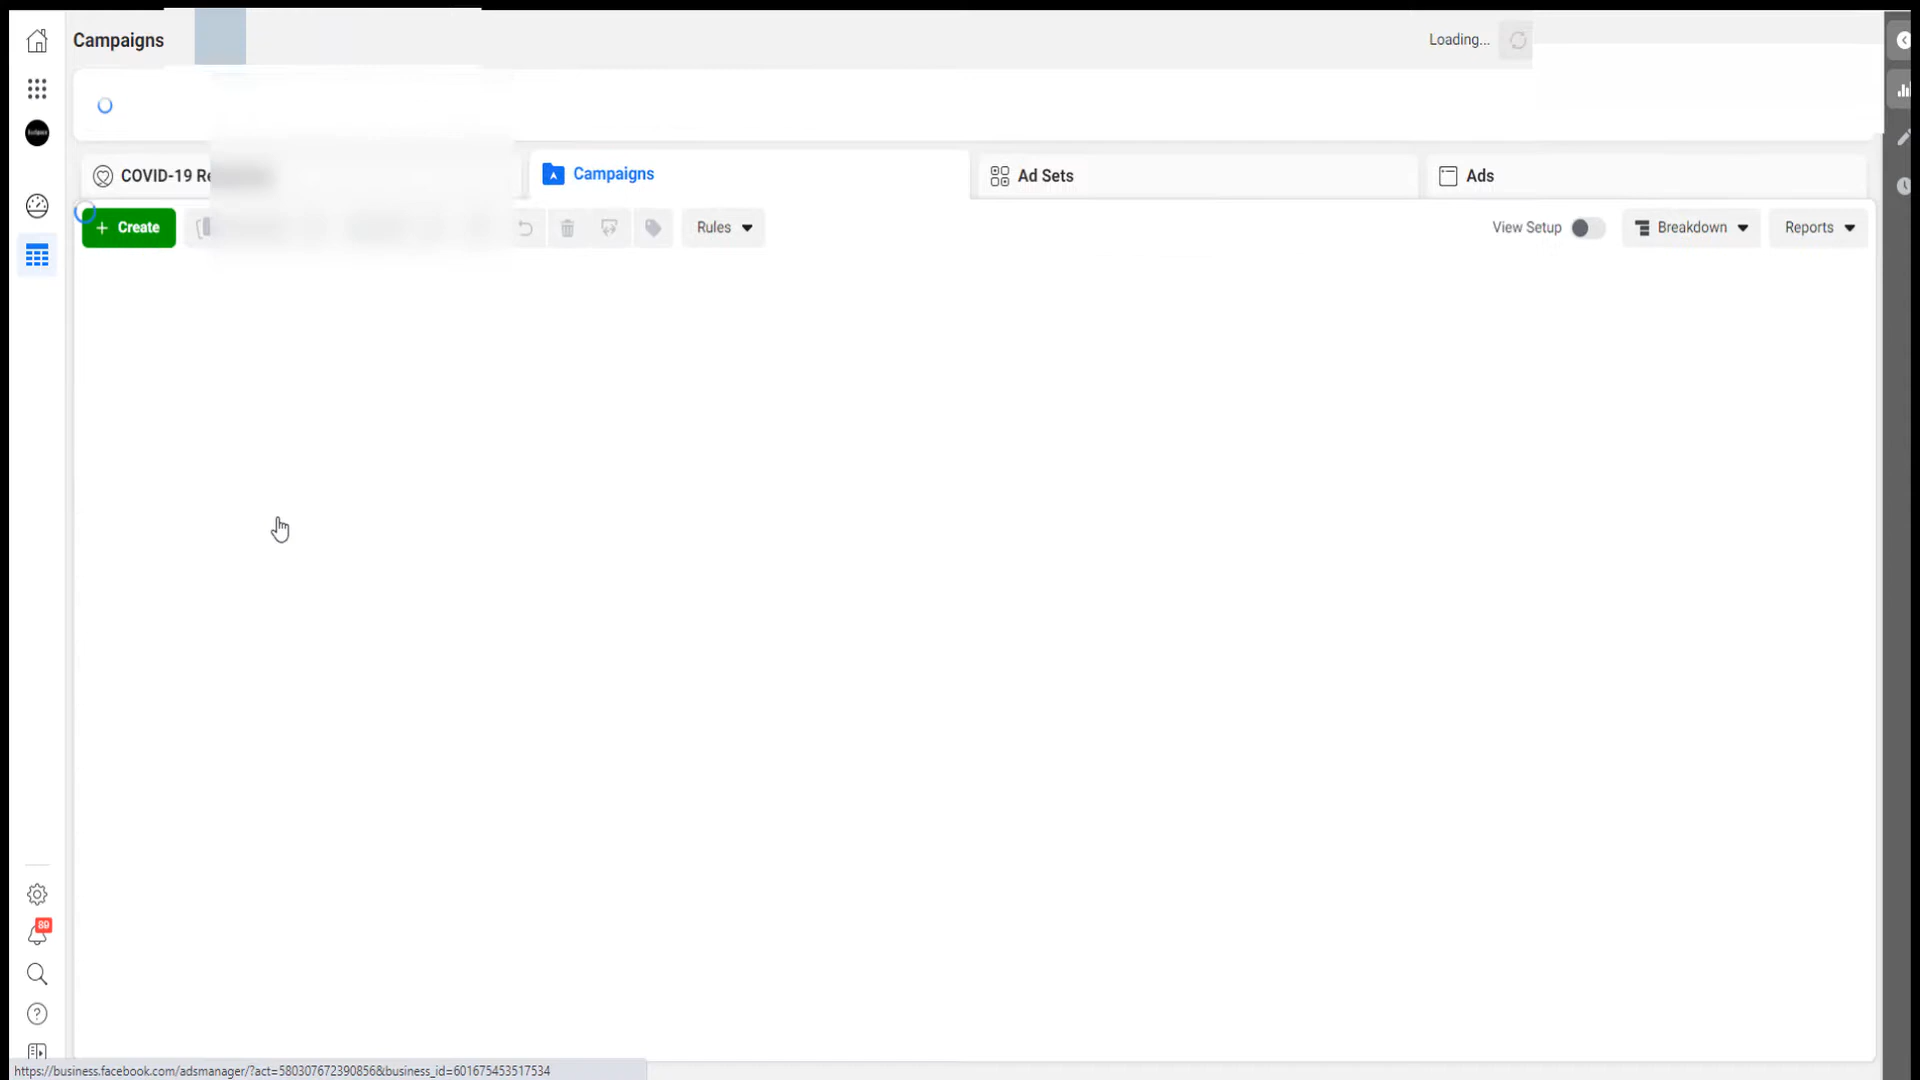 Campaigns
Loading...
COVID-19 Re
Campaigns
Ad Sets
Ads
+ Create
Rules
View Setup
Breakdown
Reports
89
https://business.facebook.com/adsmanager/?act=580307672390856&business_id=601675453517534